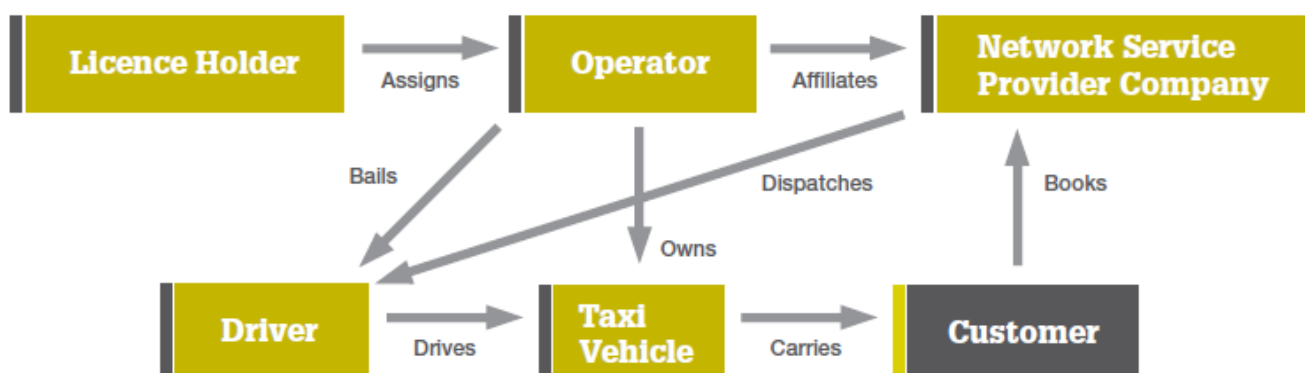 Licence Holder
Assigns
Operator
Affiliates
Network Service
Provider Company
Bails
Dispatches
Books
Owns
Driver
Drives
Taxi
Vehicle
Carries
Customer